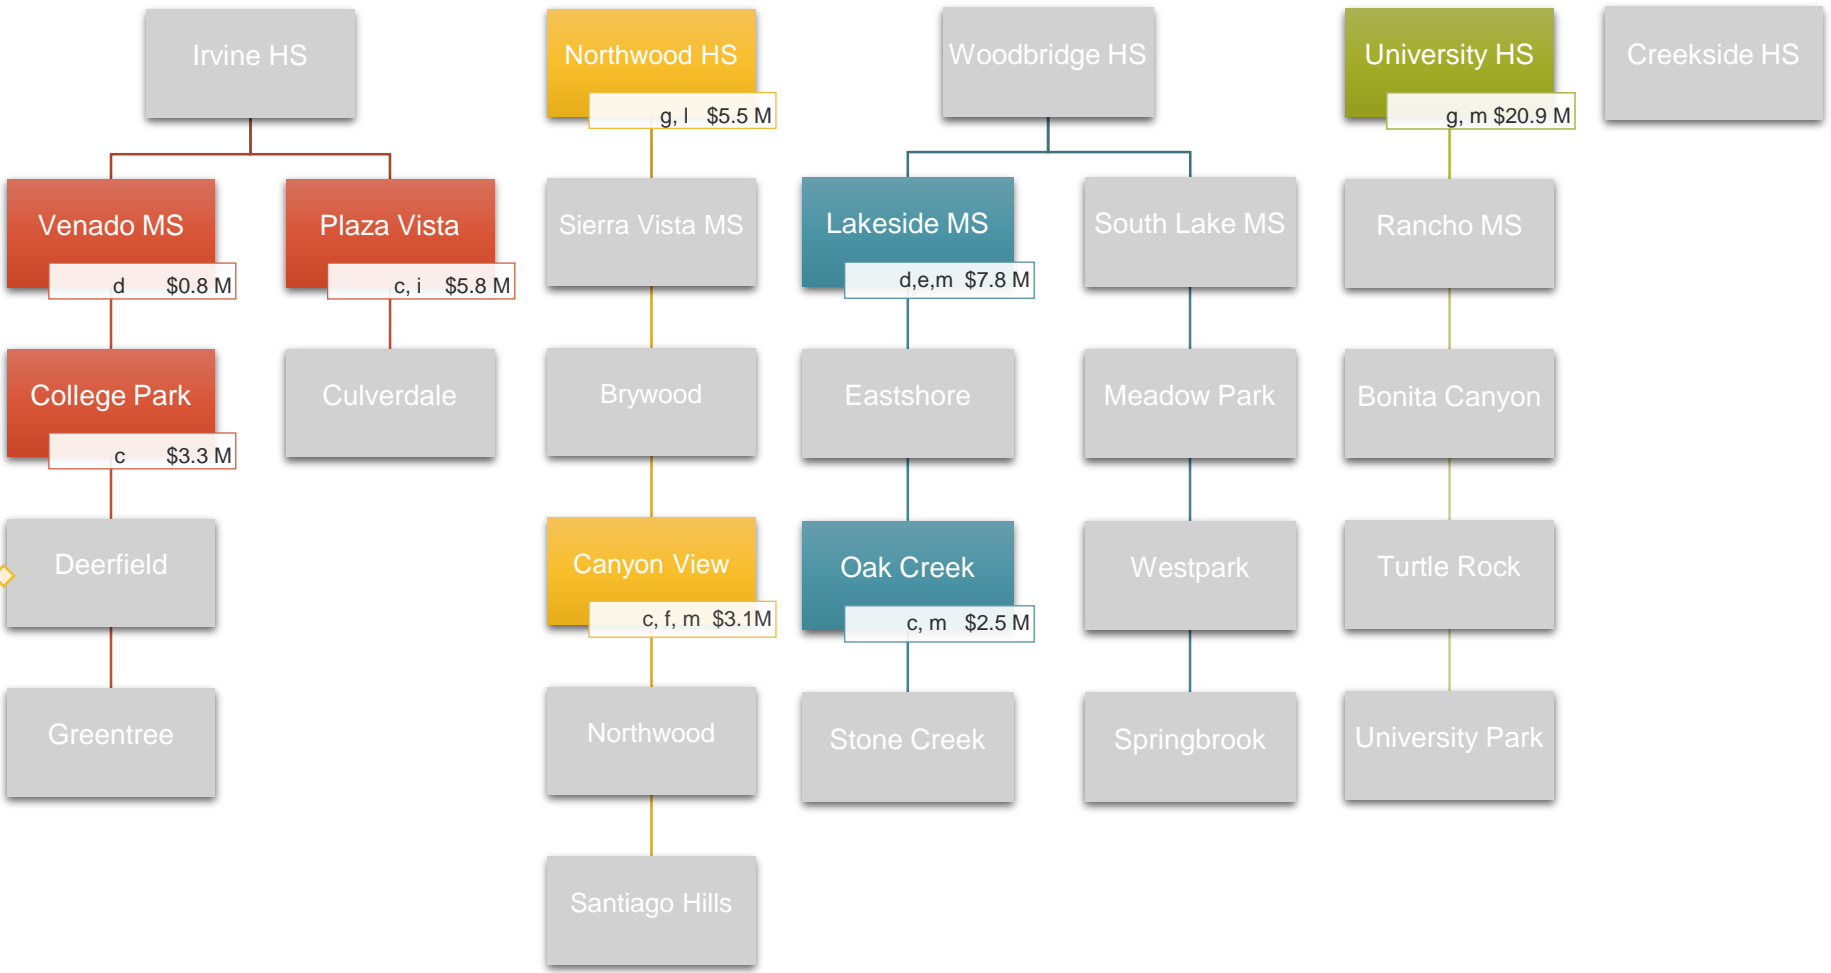 Irvine HS
Northwood HS
g, l $5.5 M
Woodbridge HS
University HS
g, m $20.9 M
Creekside HS
Venado MS
d $0.8 M
Plaza Vista
c, i $5.8 M
Sierra Vista MS
Lakeside MS
d,e,m $7.8 M
South Lake MS
Rancho MS
College Park
c $3.3 M
Culverdale
Brywood
Eastshore
Meadow Park
Bonita Canyon
Deerfield
Canyon View
c, f, m $3.1M
Oak Creek
c, m $2.5 M
Westpark
Turtle Rock
Greentree
Northwood
Stone Creek
Springbrook
University Park
Santiago Hills